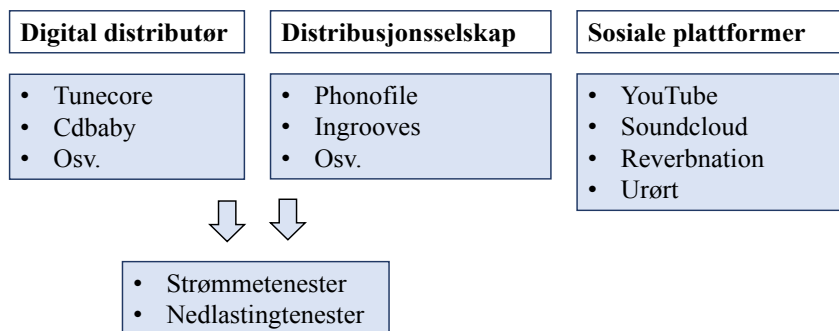 Digital distributør
Distribusjonsselskap
Sosiale plattformer
• Tunecore
• Cdbaby
• Osv.
• Phonofile
• Ingrooves
• Osv.
• YouTube
• Soundcloud
• Reverbnation
• Urørt
• Strømmetenester
• Nedlastingtenester